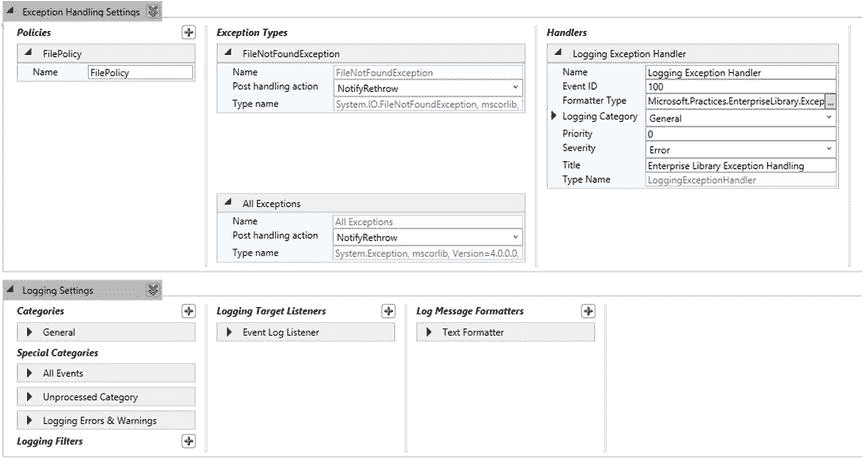 Exception Handling Settings
Policies
FilePolicy
Name FilePolicy
Exception Types
FileNotFoundException
Name FileNotFoundException
Post handling action NotifyRethrow
Type name System.IO.FileNotFoundException, mscorlib,
All Exceptions
Name All Exceptions
Post handling action NotifyRethrow
Type name System.Exception, mscorlib, Version=4.0.0.0,
Handlers
Logging Exception Handler
Name Logging Exception Handler
Event ID 100
Formatter Type Microsoft.Practices.EnterpriseLibrary.Excep ...
Logging Category General
Priority 0
Severity Error
Title Enterprise Library Exception Handling
Type Name LoggingExceptionHandler
Logging Settings
Categories
General
Special Categories
All Events
Unprocessed Category
Logging Errors & Warnings
Logging Filters
Logging Target Listeners
Event Log Listener
Log Message Formatters
Text Formatter